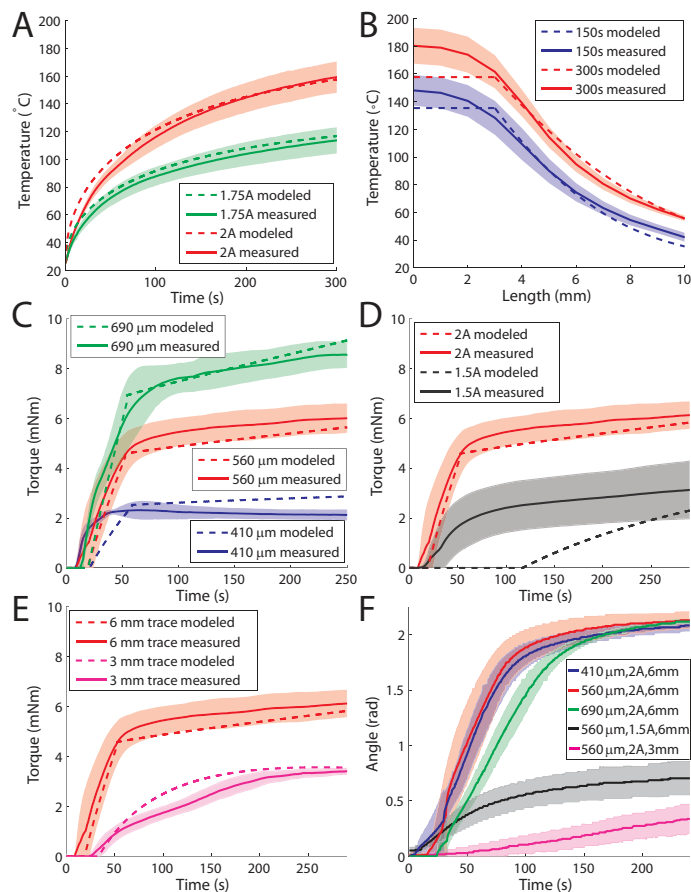 A
200
180
160
140
120
100
80
60
40
20
Temperature (°C)
0
100
200
300
Time (s)
1.75A modeled
1.75A measured
2A modeled
2A measured
B
200
180
160
140
120
100
80
60
40
20
Temperature (°C)
0
2
4
6
8
10
Length (mm)
150s modeled
150s measured
300s modeled
300s measured
C
10
8
6
4
2
0
Torque (mNm)
0
50
100
150
200
250
Time (s)
690 μm modeled
690 μm measured
560 μm modeled
560 μm measured
410 μm modeled
410 μm measured
D
10
8
6
4
2
0
Torque (mNm)
0
50
100
150
200
250
Time (s)
2A modeled
2A measured
1.5A modeled
1.5A measured
E
10
8
6
4
2
0
Torque (mNm)
0
50
100
150
200
250
Time (s)
6 mm trace modeled
6 mm trace measured
3 mm trace modeled
3 mm trace measured
F
2
1.5
1
0.5
0
Angle (rad)
0
50
100
150
200
250
Time (s)
410 μm,2A,6mm
560 μm,2A,6mm
690 μm,2A,6mm
560 μm,1.5A,6mm
560 μm,2A,3mm